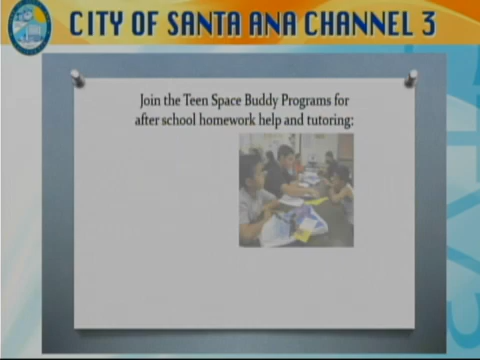 CITY OF SANTA ANA CHANNEL 3
Join the Teen Space Buddy Programs for
after school homework help and tutoring: